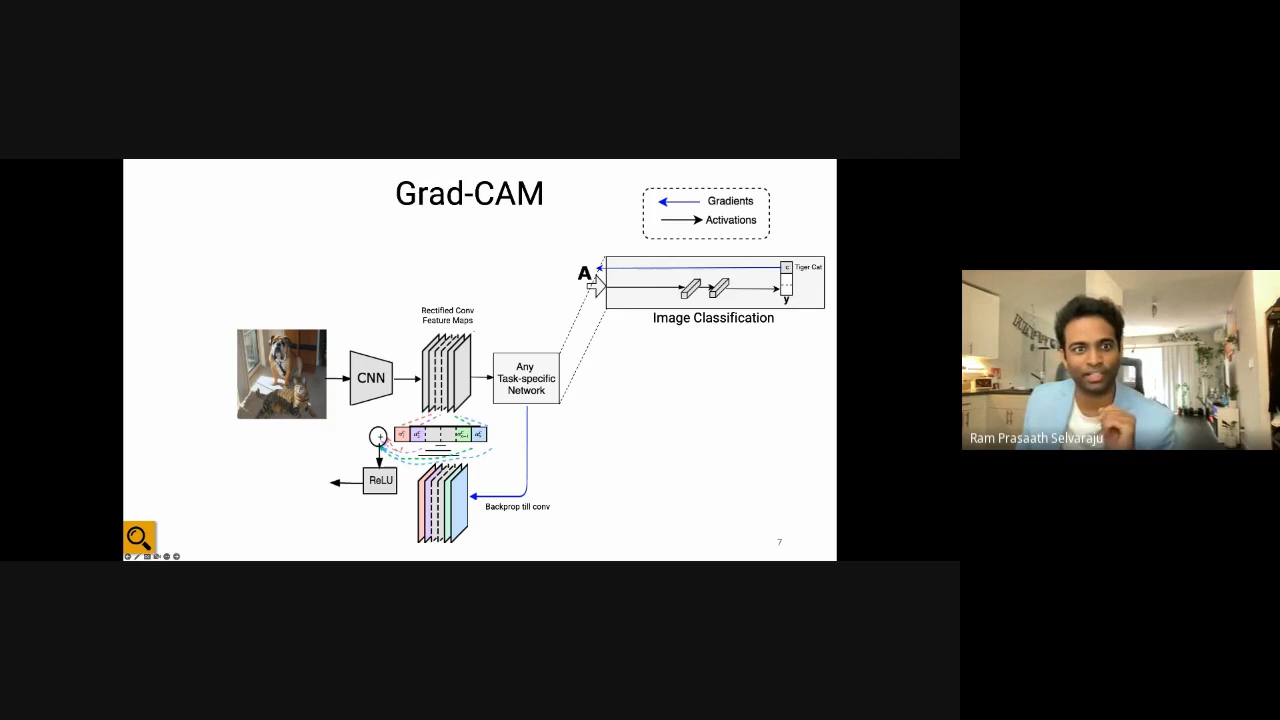 Grad-CAM
Gradients
Activations
A
c
Tiger Cat
y
Image Classification
Rectified Conv
Feature Maps
CNN
Any
Task-specific
Network
+
ReLU
Backprop till conv
7
Ram Prasaath Selvaraju